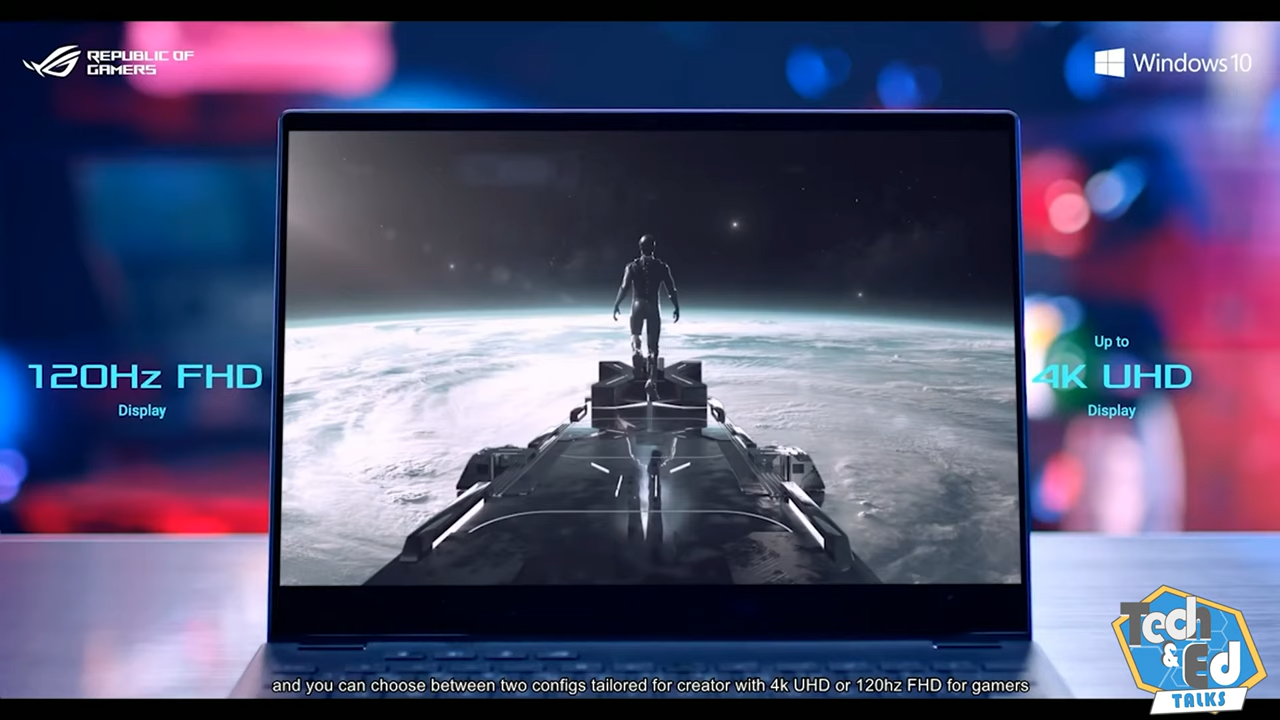 REPUBLIC OF
GAMERS
Windows 10
120Hz FHD
Display
Up to
4K UHD
Display
and you can choose between two configs tailored for creator with 4k UHD or 120hz FHD for gamers
Tech
& Ed
TALKS